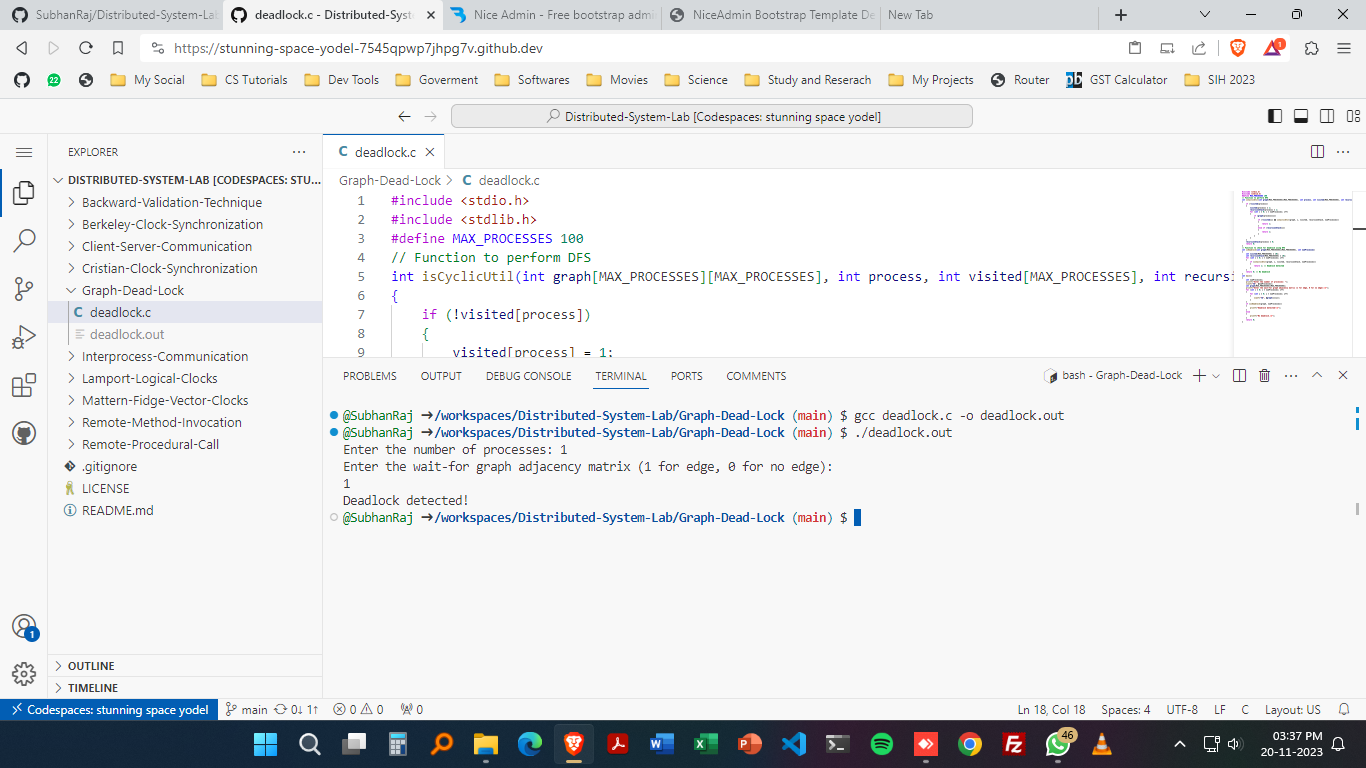 SubhanRaj/Distributed-System-Lab
deadlock.c - Distributed-Syste
Nice Admin - Free bootstrap admi
NiceAdmin Bootstrap Template De
New Tab
https://stunning-space-yodel-7545qpwp7jhpg7v.github.dev
1
22
My Social
CS Tutorials
Dev Tools
Goverment
Softwares
Movies
Science
Study and Reserach
My Projects
Router
GST Calculator
SIH 2023
Distributed-System-Lab [Codespaces: stunning space yodel]
EXPLORER
DISTRIBUTED-SYSTEM-LAB [CODESPACES: STU...
Backward-Validation-Technique
Berkeley-Clock-Synchronization
Client-Server-Communication
Cristian-Clock-Synchronization
Graph-Dead-Lock
C deadlock.c
deadlock.out
Interprocess-Communication
Lamport-Logical-Clocks
Mattern-Fidge-Vector-Clocks
Remote-Method-Invocation
Remote-Procedural-Call
.gitignore
LICENSE
README.md
1
OUTLINE
TIMELINE
C deadlock.c
Graph-Dead-Lock > C deadlock.c
1 #include <stdio.h>
2 #include <stdlib.h>
3 #define MAX_PROCESSES 100
4 // Function to perform DFS
5 int isCyclicUtil(int graph[MAX_PROCESSES][MAX_PROCESSES], int process, int visited[MAX_PROCESSES], int recursi
6 {
7 if (!visited[process])
8 {
9 visited[process] = 1;
PROBLEMS OUTPUT DEBUG CONSOLE TERMINAL PORTS COMMENTS
bash - Graph-Dead-Lock
@SubhanRaj ➜/workspaces/Distributed-System-Lab/Graph-Dead-Lock (main) $ gcc deadlock.c -o deadlock.out
@SubhanRaj ➜/workspaces/Distributed-System-Lab/Graph-Dead-Lock (main) $ ./deadlock.out
Enter the number of processes: 1
Enter the wait-for graph adjacency matrix (1 for edge, 0 for no edge):
1
Deadlock detected!
@SubhanRaj ➜/workspaces/Distributed-System-Lab/Graph-Dead-Lock (main) $
Codespaces: stunning space yodel
main 0↓ 1↑
0 0
0
Ln 18, Col 18 Spaces: 4 UTF-8 LF C Layout: US
46
03:37 PM
20-11-2023